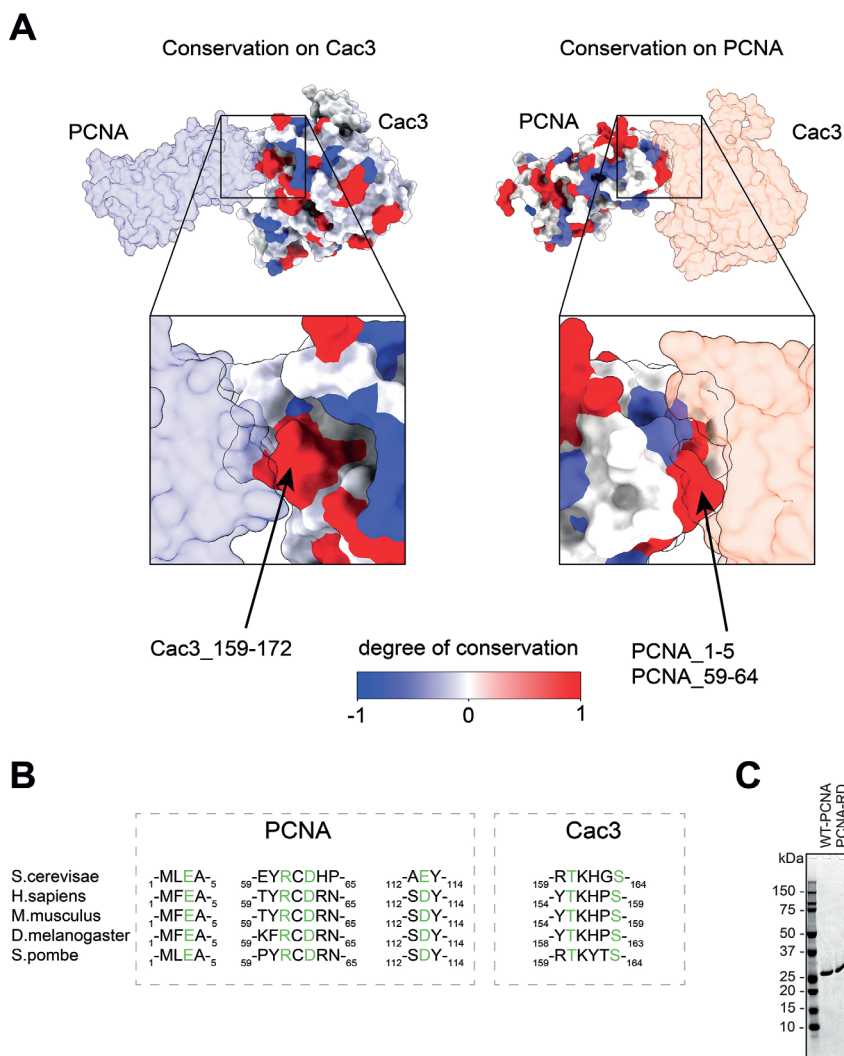 A
Conservation on Cac3
Conservation on PCNA
PCNA
Cac3
PCNA
Cac3
Cac3_159-172
degree of conservation
-1
0
1
PCNA_1-5
PCNA_59-64
B
PCNA
Cac3
S.cerevisae 1 -MLEA- 5 59 -EYRCDHP- 65 112 -AEY- 114 159 -RTKHGS- 164
H.sapiens 1 -MFEA- 5 59 -TYRCDRN- 65 112 -SDY- 114 154 -YTKHPS- 159
M.musculus 1 -MFEA- 5 59 -TYRCDRN- 65 112 -SDY- 114 154 -YTKHPS- 159
D.melanogaster 1 -MFEA- 5 59 -KFRCDRN- 65 112 -SDY- 114 158 -YTKHPS- 163
S.pombe 1 -MLEA- 5 59 -PYRCDRN- 65 112 -SDY- 114 159 -RTKYTS- 164
C
WT-PCNA
PCNA-RD
kDa
150 -
75 -
50 -
37 -
25 -
20 -
15 -
10 -